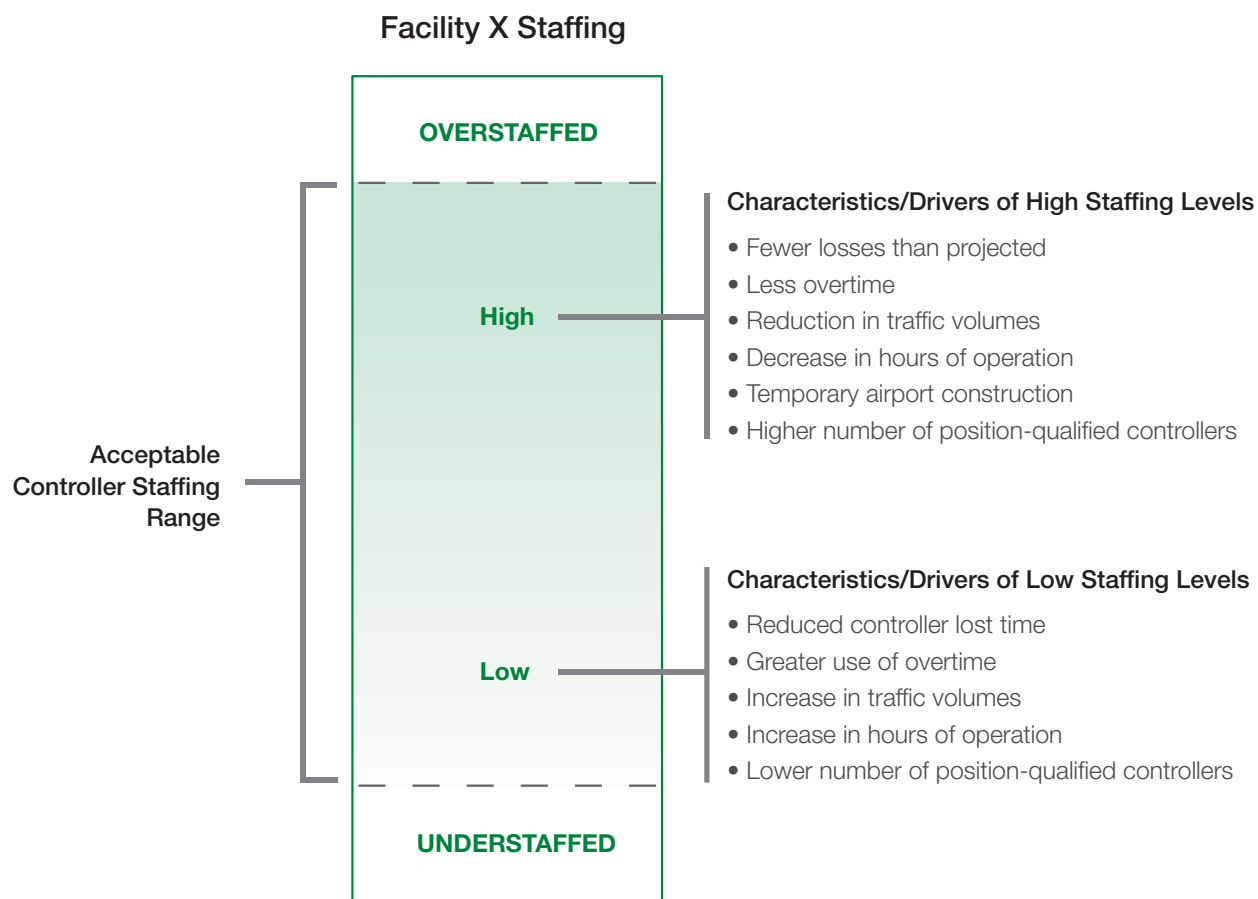 Facility X Staffing
OVERSTAFFED
High
Characteristics/Drivers of High Staffing Levels
• Fewer losses than projected
• Less overtime
• Reduction in traffic volumes
• Decrease in hours of operation
• Temporary airport construction
• Higher number of position-qualified controllers
Acceptable
Controller Staffing
Range
Low
Characteristics/Drivers of Low Staffing Levels
• Reduced controller lost time
• Greater use of overtime
• Increase in traffic volumes
• Increase in hours of operation
• Lower number of position-qualified controllers
UNDERSTAFFED